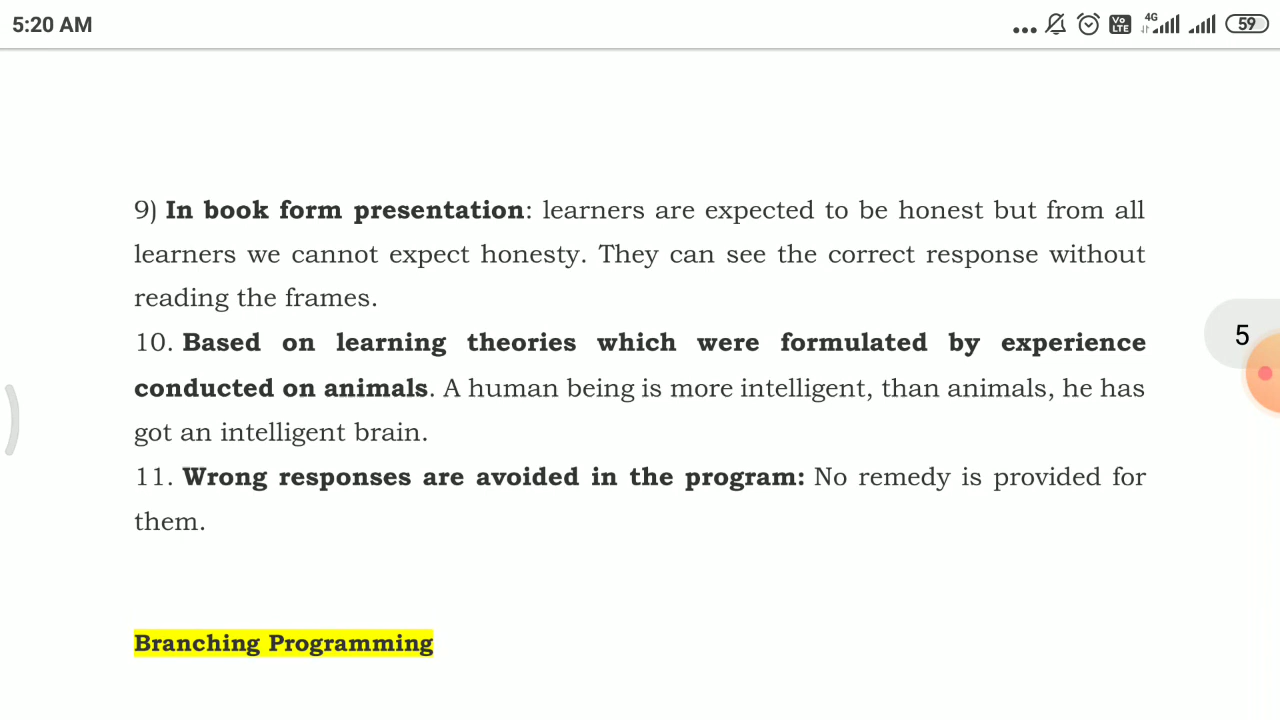 5:20 AM
... Vo LTE 4G 59
9) In book form presentation: learners are expected to be honest but from all
learners we cannot expect honesty. They can see the correct response without
reading the frames.
10. Based on learning theories which were formulated by experience
conducted on animals. A human being is more intelligent, than animals, he has
got an intelligent brain.
5
11. Wrong responses are avoided in the program: No remedy is provided for
them.
Branching Programming